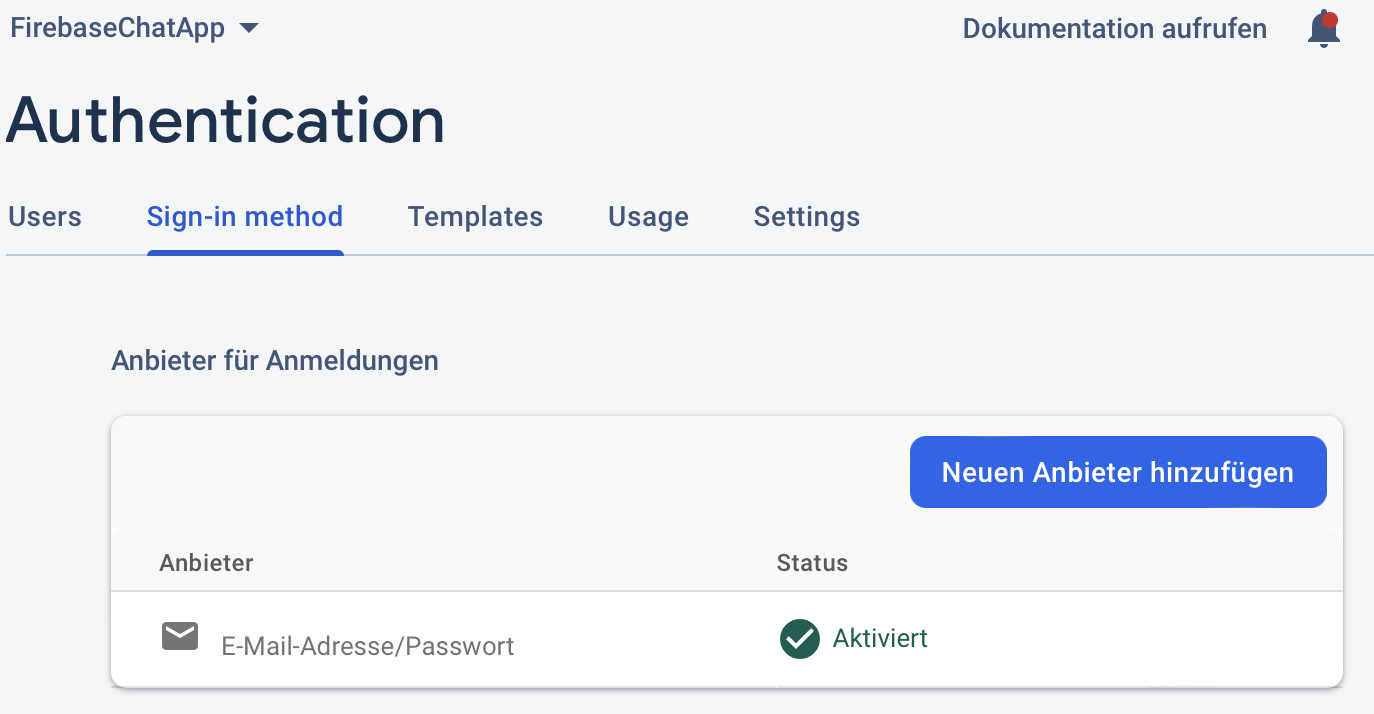 FirebaseChatApp
Dokumentation aufrufen
Authentication
Users Sign-in method Templates Usage Settings
Anbieter für Anmeldungen
Neuen Anbieter hinzufügen
Anbieter Status
E-Mail-Adresse/Passwort Aktiviert